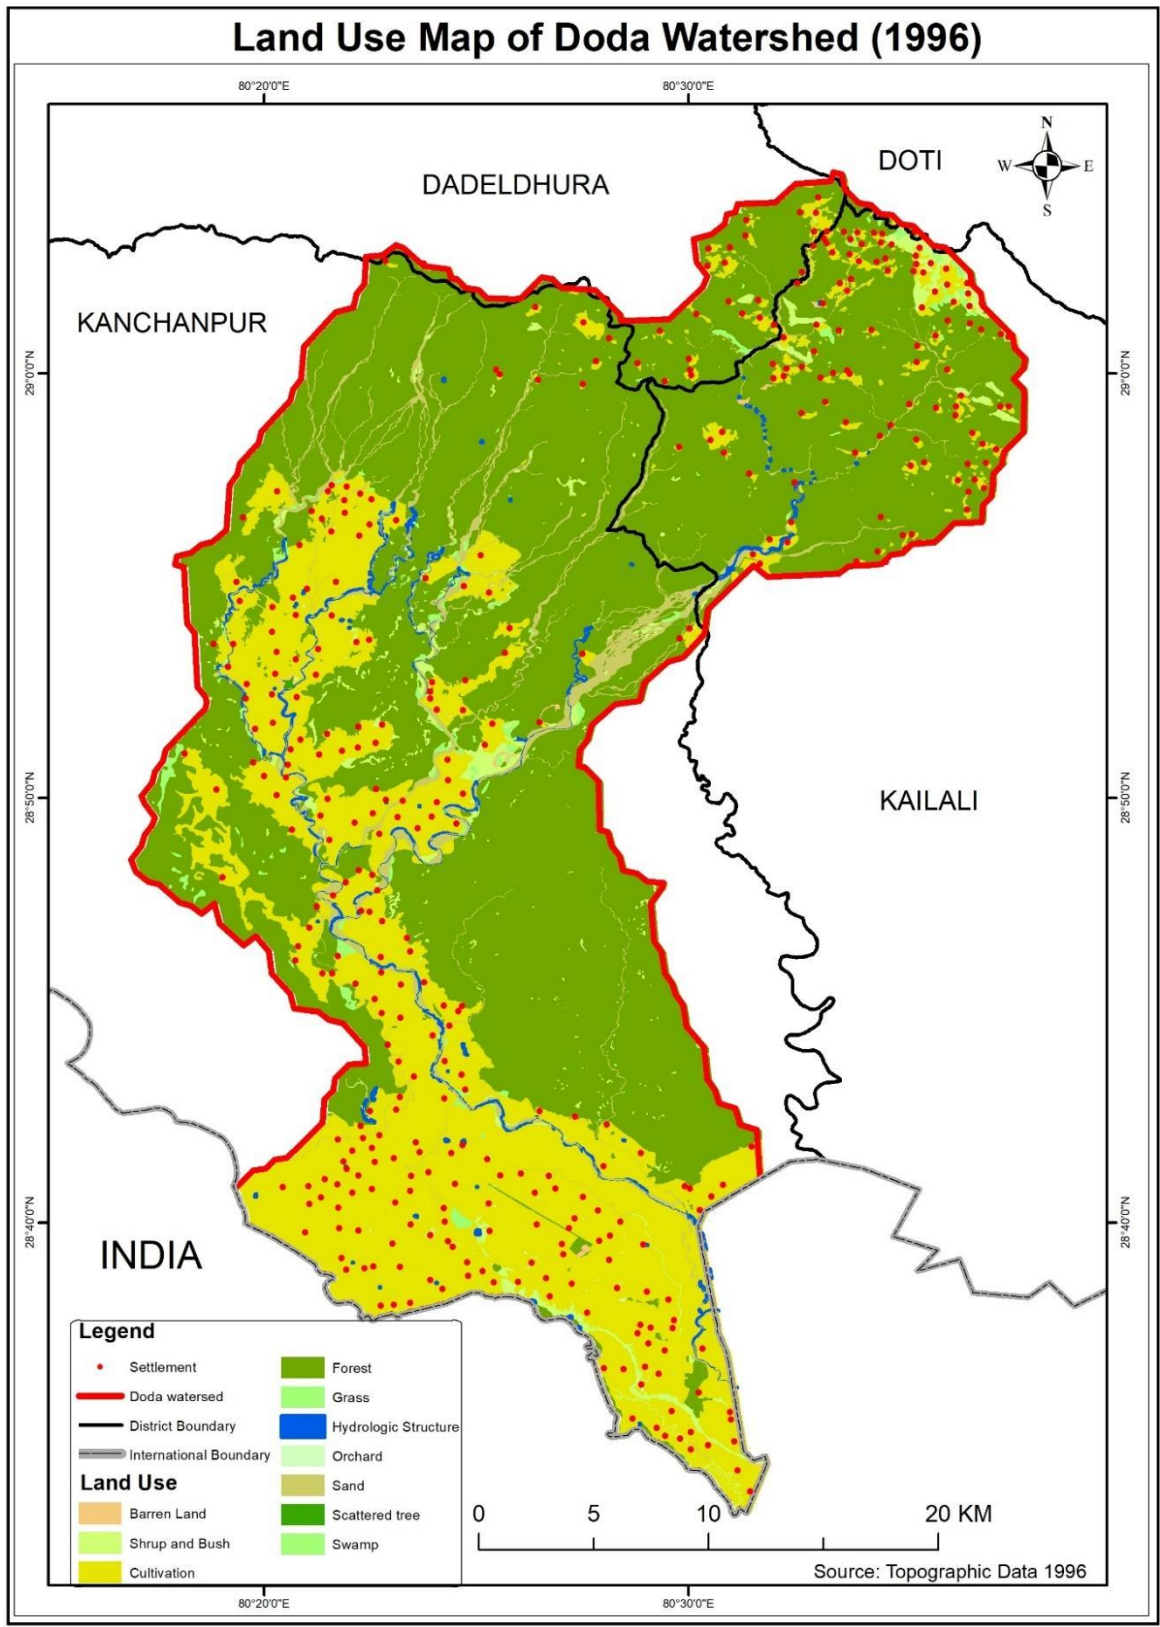 Land Use Map of Doda Watershed (1996)
80°20'0"E
80°30'0"E
N
W
E
S
DOTI
DADELDHURA
KANCHANPUR
29°0'0"N
29°0'0"N
28°50'0"N
28°50'0"N
KAILALI
28°40'0"N
28°40'0"N
INDIA
Legend
Settlement
Doda watersed
District Boundary
International Boundary
Land Use
Barren Land
Shrup and Bush
Cultivation
Forest
Grass
Hydrologic Structure
Orchard
Sand
Scattered tree
Swamp
0 5 10 20 KM
Source: Topographic Data 1996
80°20'0"E
80°30'0"E